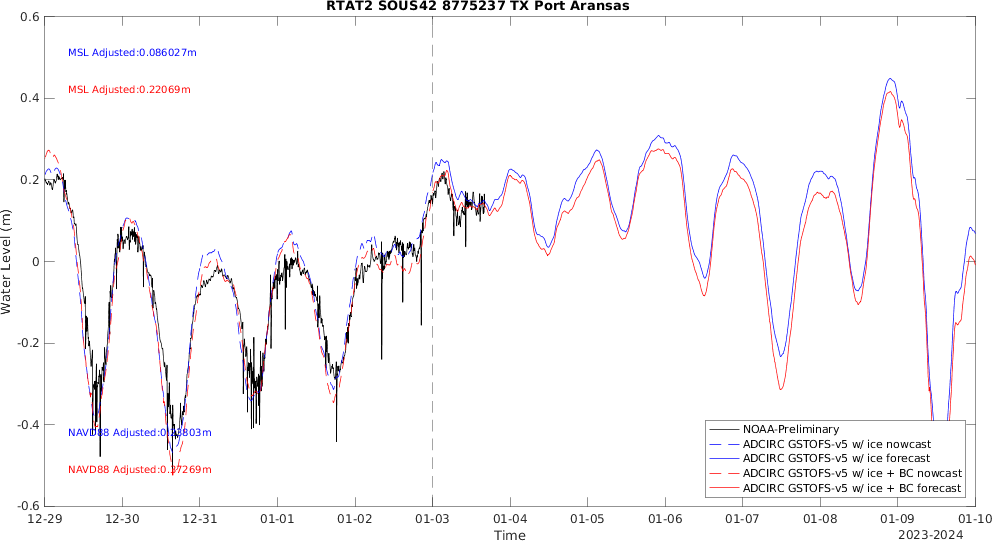 RTAT2 SOUS42 8775237 TX Port Aransas
MSL Adjusted:0.086027m
MSL Adjusted:0.22069m
NAVD88 Adjusted:0.23803m
NAVD88 Adjusted:0.37269m
Water Level (m)
0.6
0.4
0.2
0
-0.2
-0.4
-0.6
12-29
12-30
12-31
01-01
01-02
01-03
01-04
01-05
01-06
01-07
01-08
01-09
01-10
Time
2023-2024
NOAA-Preliminary
ADCIRC GSTOFS-v5 w/ ice nowcast
ADCIRC GSTOFS-v5 w/ ice forecast
ADCIRC GSTOFS-v5 w/ ice + BC nowcast
ADCIRC GSTOFS-v5 w/ ice + BC forecast